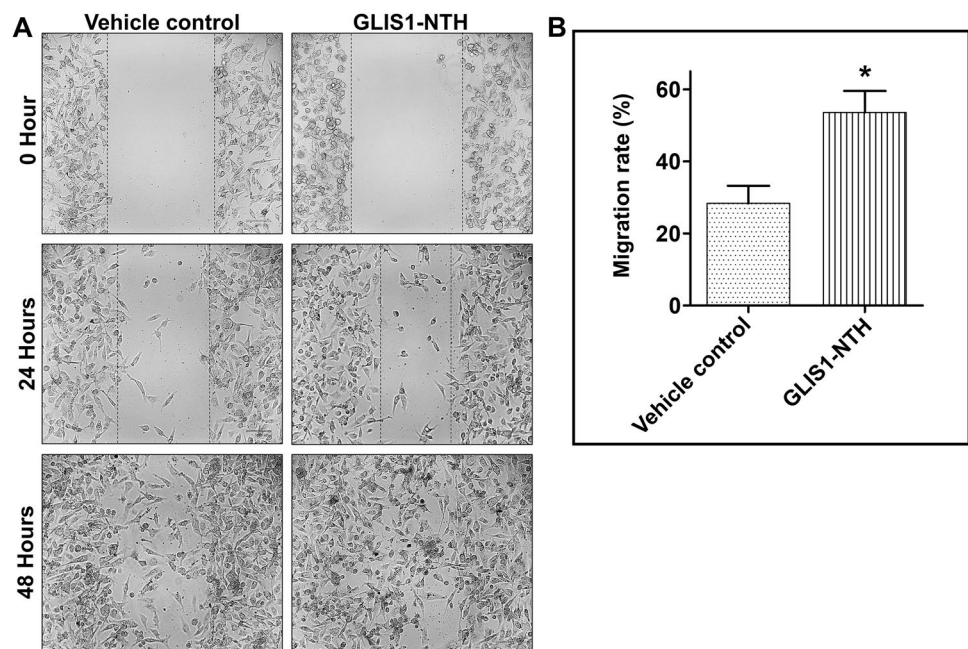 A
Vehicle control
GLIS1-NTH
0 Hour
24 Hours
48 Hours
B
*
Migration rate (%)
60
40
20
0
Vehicle control
GLIS1-NTH